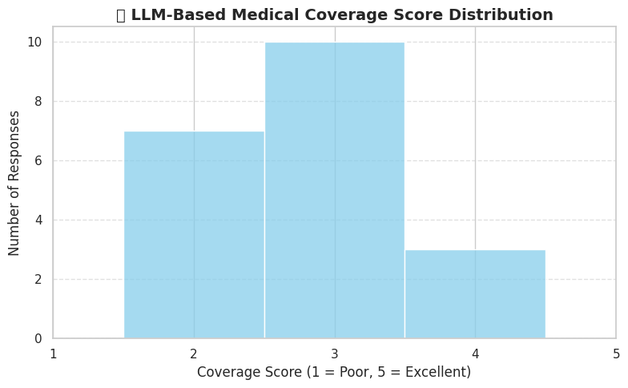 ▯ LLM-Based Medical Coverage Score Distribution
10
8
6
4
2
0
Number of Responses
1 2 3 4 5
Coverage Score (1 = Poor, 5 = Excellent)